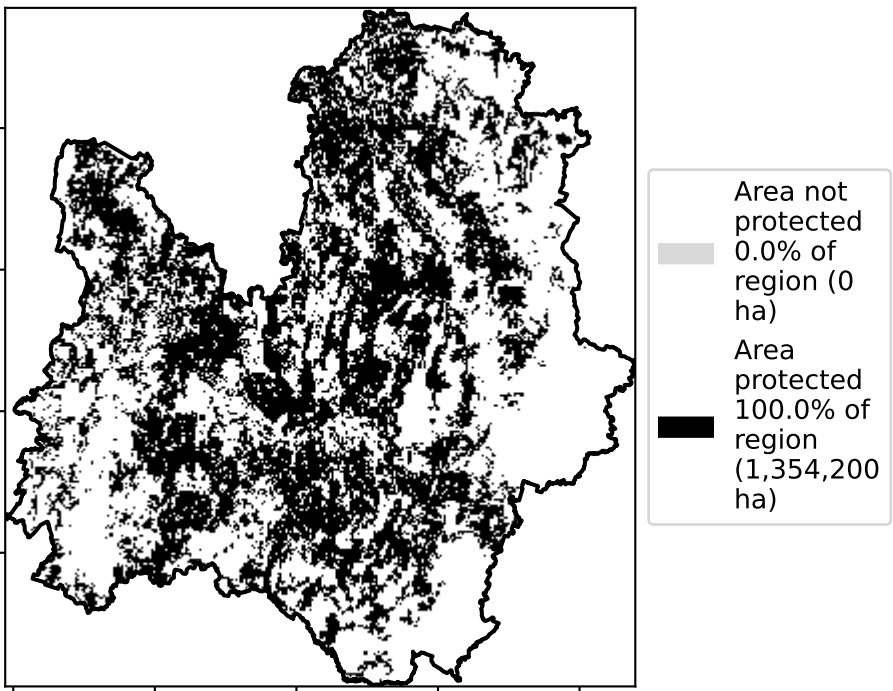 Area not
protected
0.0% of
region (0
ha)
Area
protected
100.0% of
region
(1,354,200
ha)